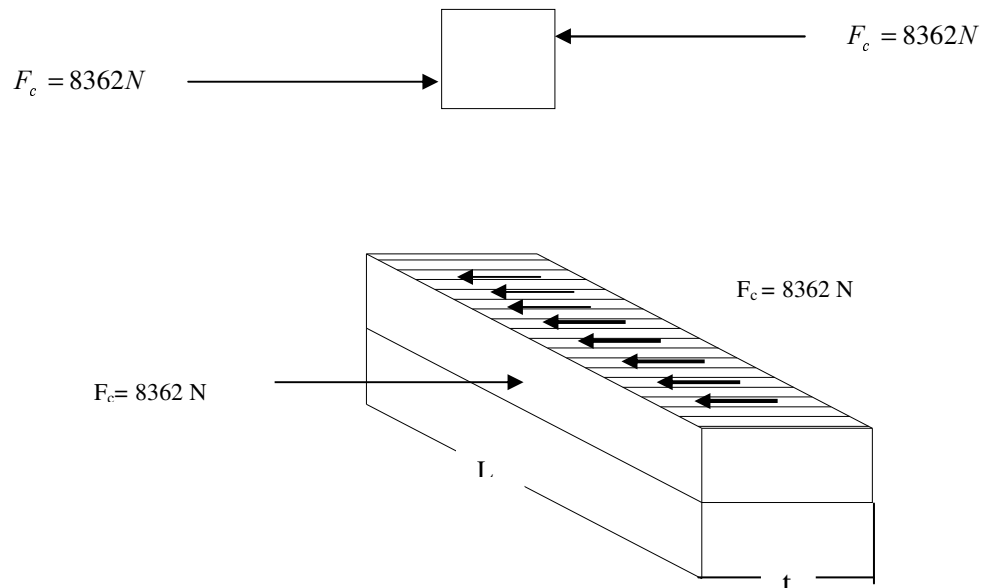 F_c = 8362N
F_c = 8362N
F_c = 8362 N
F_c= 8362 N
L
t